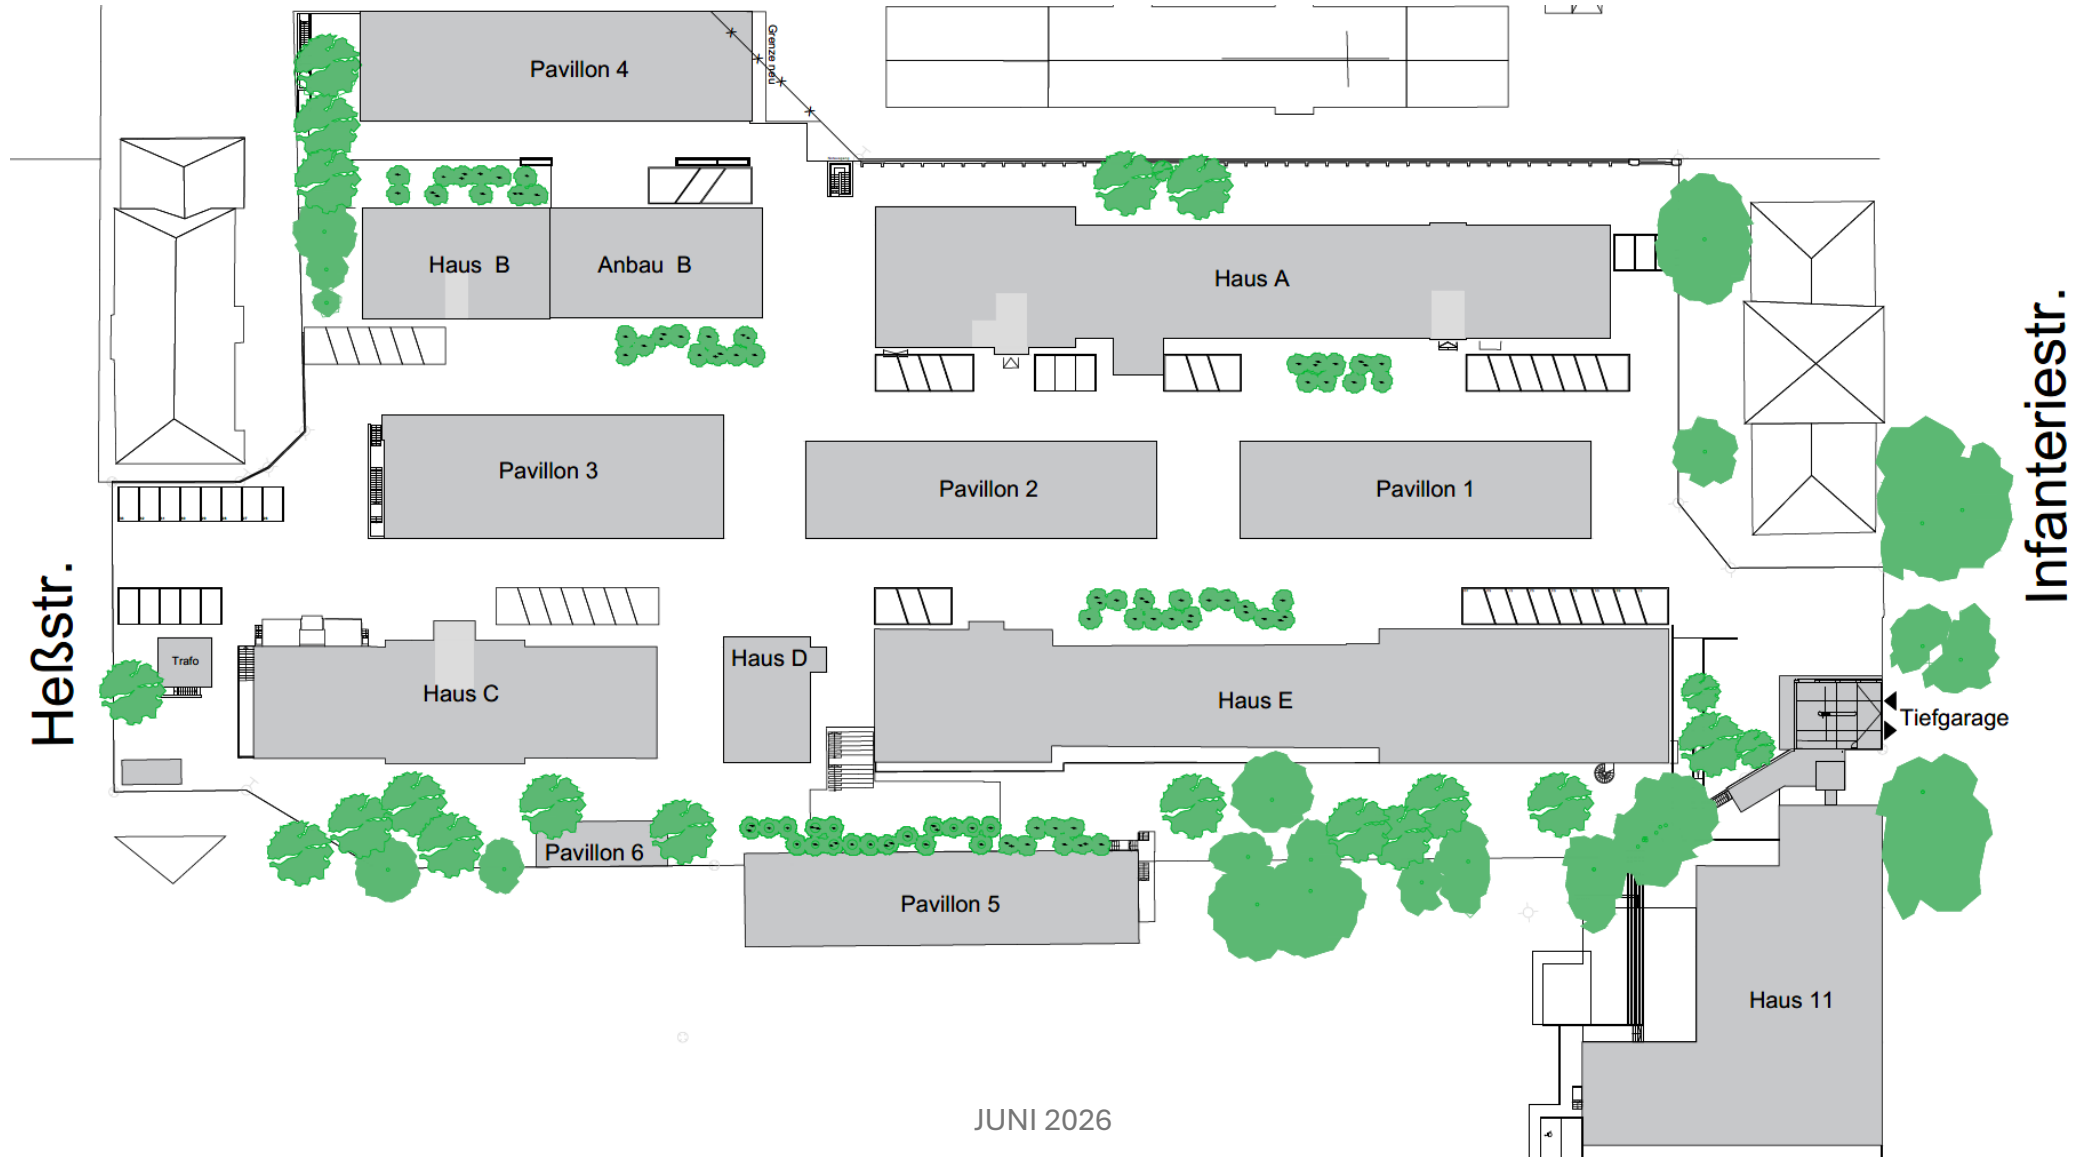 Pavillon 4
Grenze neu
Haus B
Anbau B
Haus A
Pavillon 3
Pavillon 2
Pavillon 1
Heßstr.
Infanteriestr.
Trafo
Haus C
Haus D
Haus E
Tiefgarage
Pavillon 6
Pavillon 5
Haus 11
JUNI 2026